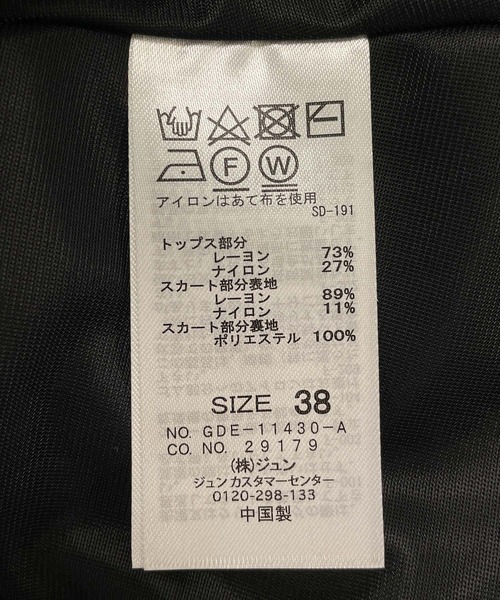 F W
アイロンはあて布を使用
SD-191
トップス部分
レーヨン 73%
ナイロン 27%
スカート部分表地
レーヨン 89%
ナイロン 11%
スカート部分裏地
ポリエステル 100%
SIZE 38
NO. GDE-11430-A
CO. NO. 29179
(株)ジュン
ジュン カスタマーセンター
0120-298-133
中国製